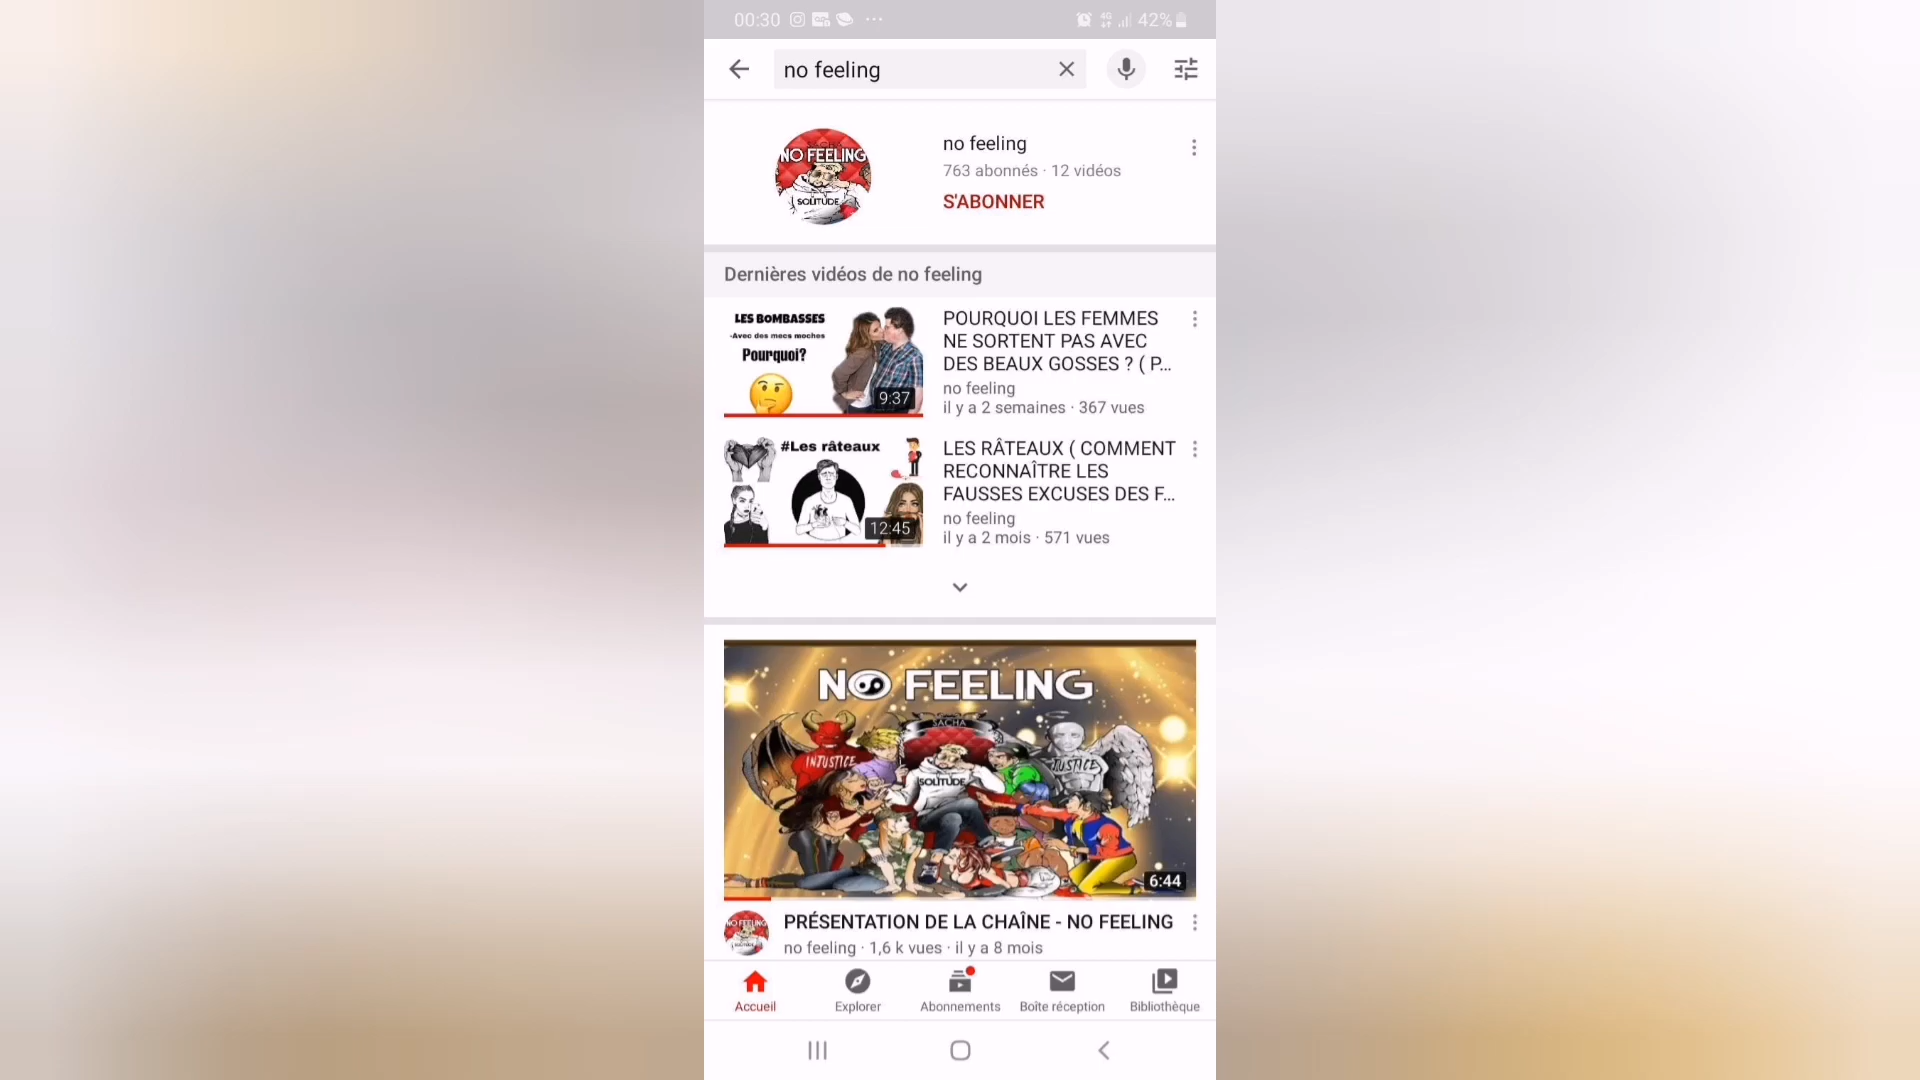 00:30
4G
42%
no feeling
NO FEELING
SOLITUDE
no feeling
763 abonnés · 12 vidéos
S'ABONNER
Dernières vidéos de no feeling
LES BOMBASSES
-Avec des mecs moches
Pourquoi?
9:37
POURQUOI LES FEMMES
NE SORTENT PAS AVEC
DES BEAUX GOSSES ? ( P...
no feeling
il y a 2 semaines · 367 vues
#Les râteaux
12:45
LES RÂTEAUX ( COMMENT
RECONNAÎTRE LES
FAUSSES EXCUSES DES F...
no feeling
il y a 2 mois · 571 vues
NO FEELING
SACHA
INJUSTICE
JUSTICE
SOLITUDE
6:44
NO FEELING
PRÉSENTATION DE LA CHAÎNE - NO FEELING
no feeling · 1,6 k vues · il y a 8 mois
Accueil
Explorer
Abonnements
Boîte réception
Bibliothèque